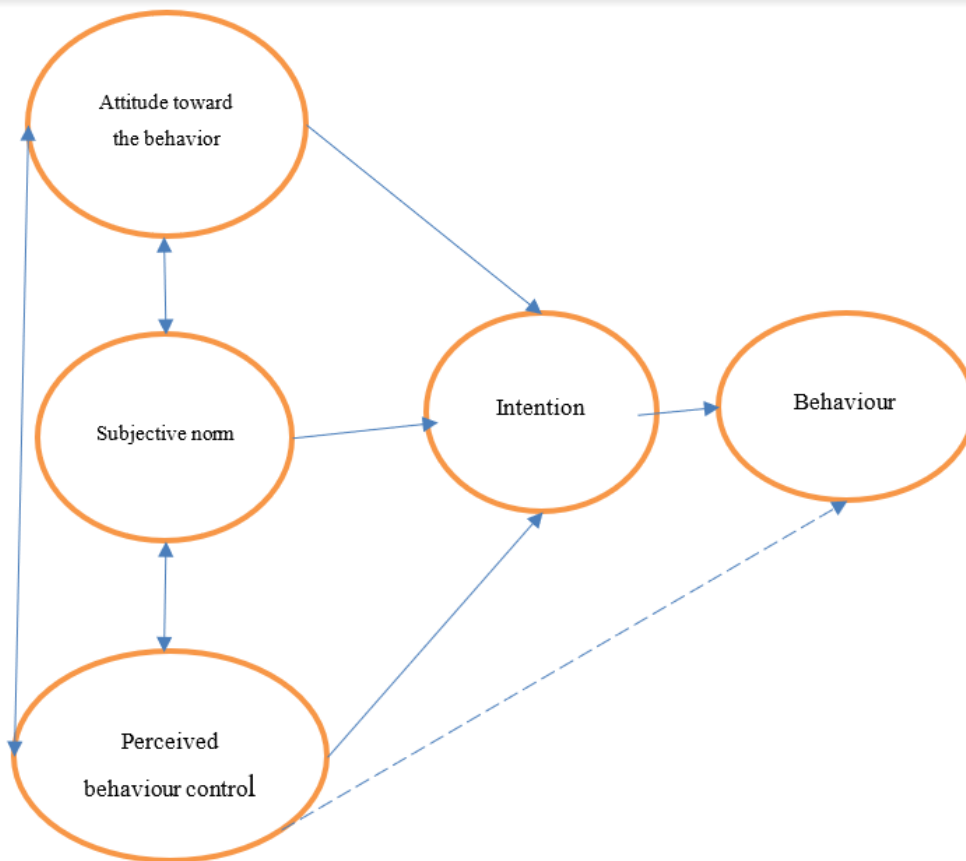 Attitude toward
the behavior
Subjective norm
Intention
Behaviour
Perceived
behaviour control